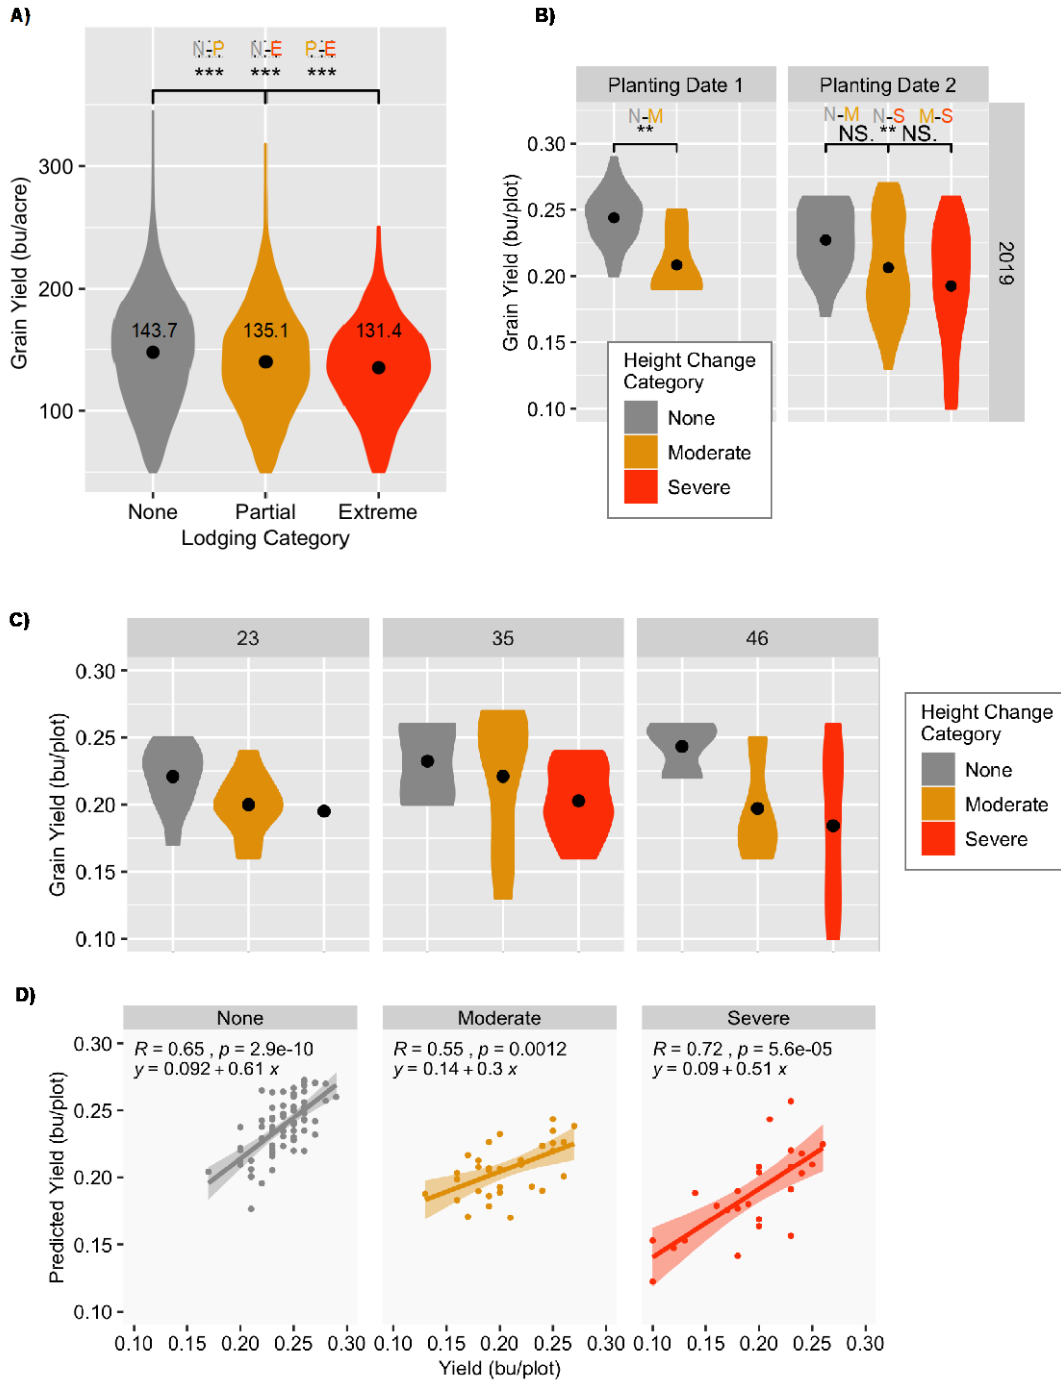 A)
N-P N-E P-E
*** *** ***
300
200
100
Grain Yield (bu/acre)
143.7 135.1 131.4
None Partial Extreme
Lodging Category
B)
Planting Date 1 Planting Date 2
N-M
**
N-M N-S M-S
NS. ** NS.
0.30
0.25
0.20
0.15
0.10
Grain Yield (bu/plot)
2019
Height Change
Category
None
Moderate
Severe
C)
23 35 46
0.30
0.25
0.20
0.15
0.10
Grain Yield (bu/plot)
Height Change
Category
None
Moderate
Severe
D)
None Moderate Severe
R = 0.65 , p = 2.9e-10
y = 0.092 + 0.61 x
R = 0.55 , p = 0.0012
y = 0.14 + 0.3 x
R = 0.72 , p = 5.6e-05
y = 0.09 + 0.51 x
0.30
0.25
0.20
0.15
0.10
Predicted Yield (bu/plot)
0.10 0.15 0.20 0.25 0.30 0.10 0.15 0.20 0.25 0.30 0.10 0.15 0.20 0.25 0.30
Yield (bu/plot)